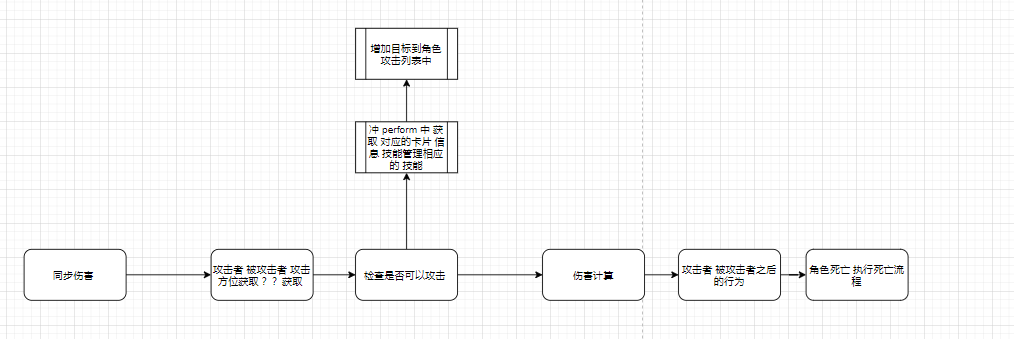 增加目标到角色
攻击列表中
冲 perform 中 获
取 对应的卡片 信
息 技能管理相应
的 技能
同步伤害
攻击者 被攻击者 攻击
方位获取？？ 获取
检查是否可以攻击
伤害计算
攻击者 被攻击者之后
的行为
角色死亡 执行死亡流
程